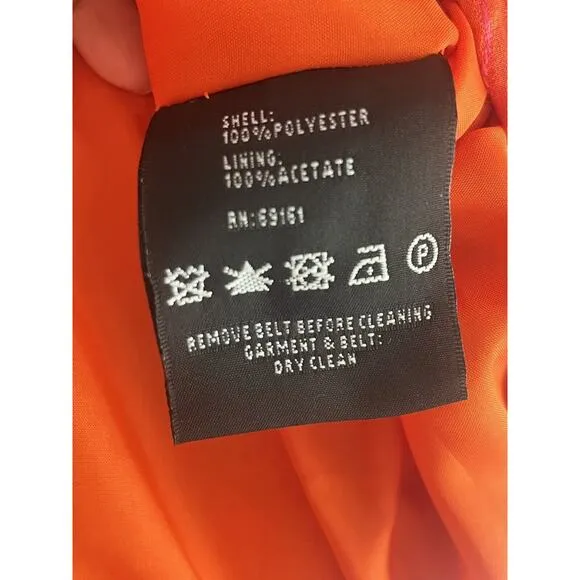 SHELL:
100%POLYESTER
LINING:
100%ACETATE
RN:69161
P
REMOVE BELT BEFORE CLEANING
GARMENT & BELT:
DRY CLEAN